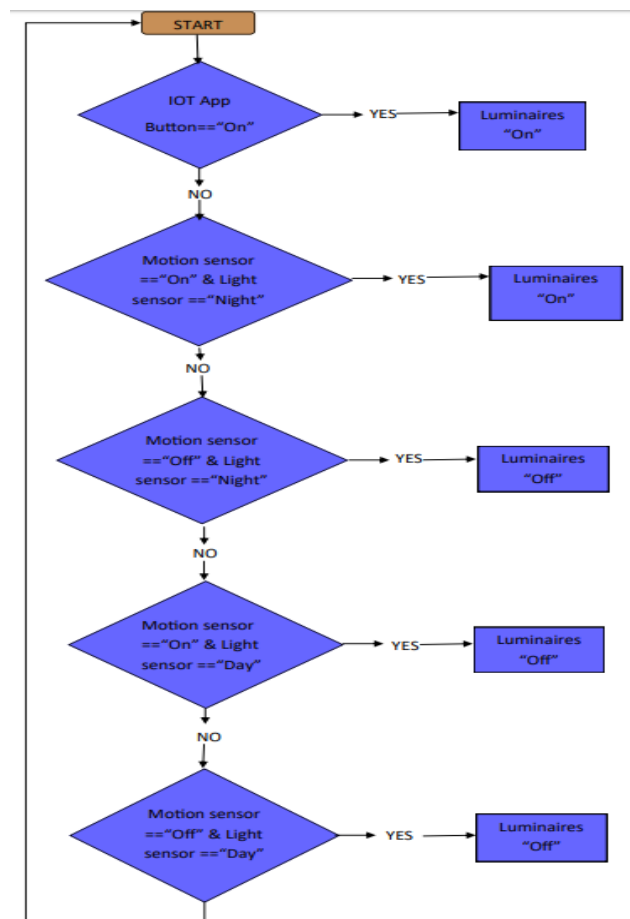 START
IOT App
Button==“On”
YES
Luminaires
“On”
NO
Motion sensor
==“On” & Light
sensor ==“Night”
YES
Luminaires
“On”
NO
Motion sensor
==“Off” & Light
sensor ==“Night”
YES
Luminaires
“Off”
NO
Motion sensor
==“On” & Light
sensor ==“Day”
YES
Luminaires
“Off”
NO
Motion sensor
==“Off” & Light
sensor ==“Day”
YES
Luminaires
“Off”